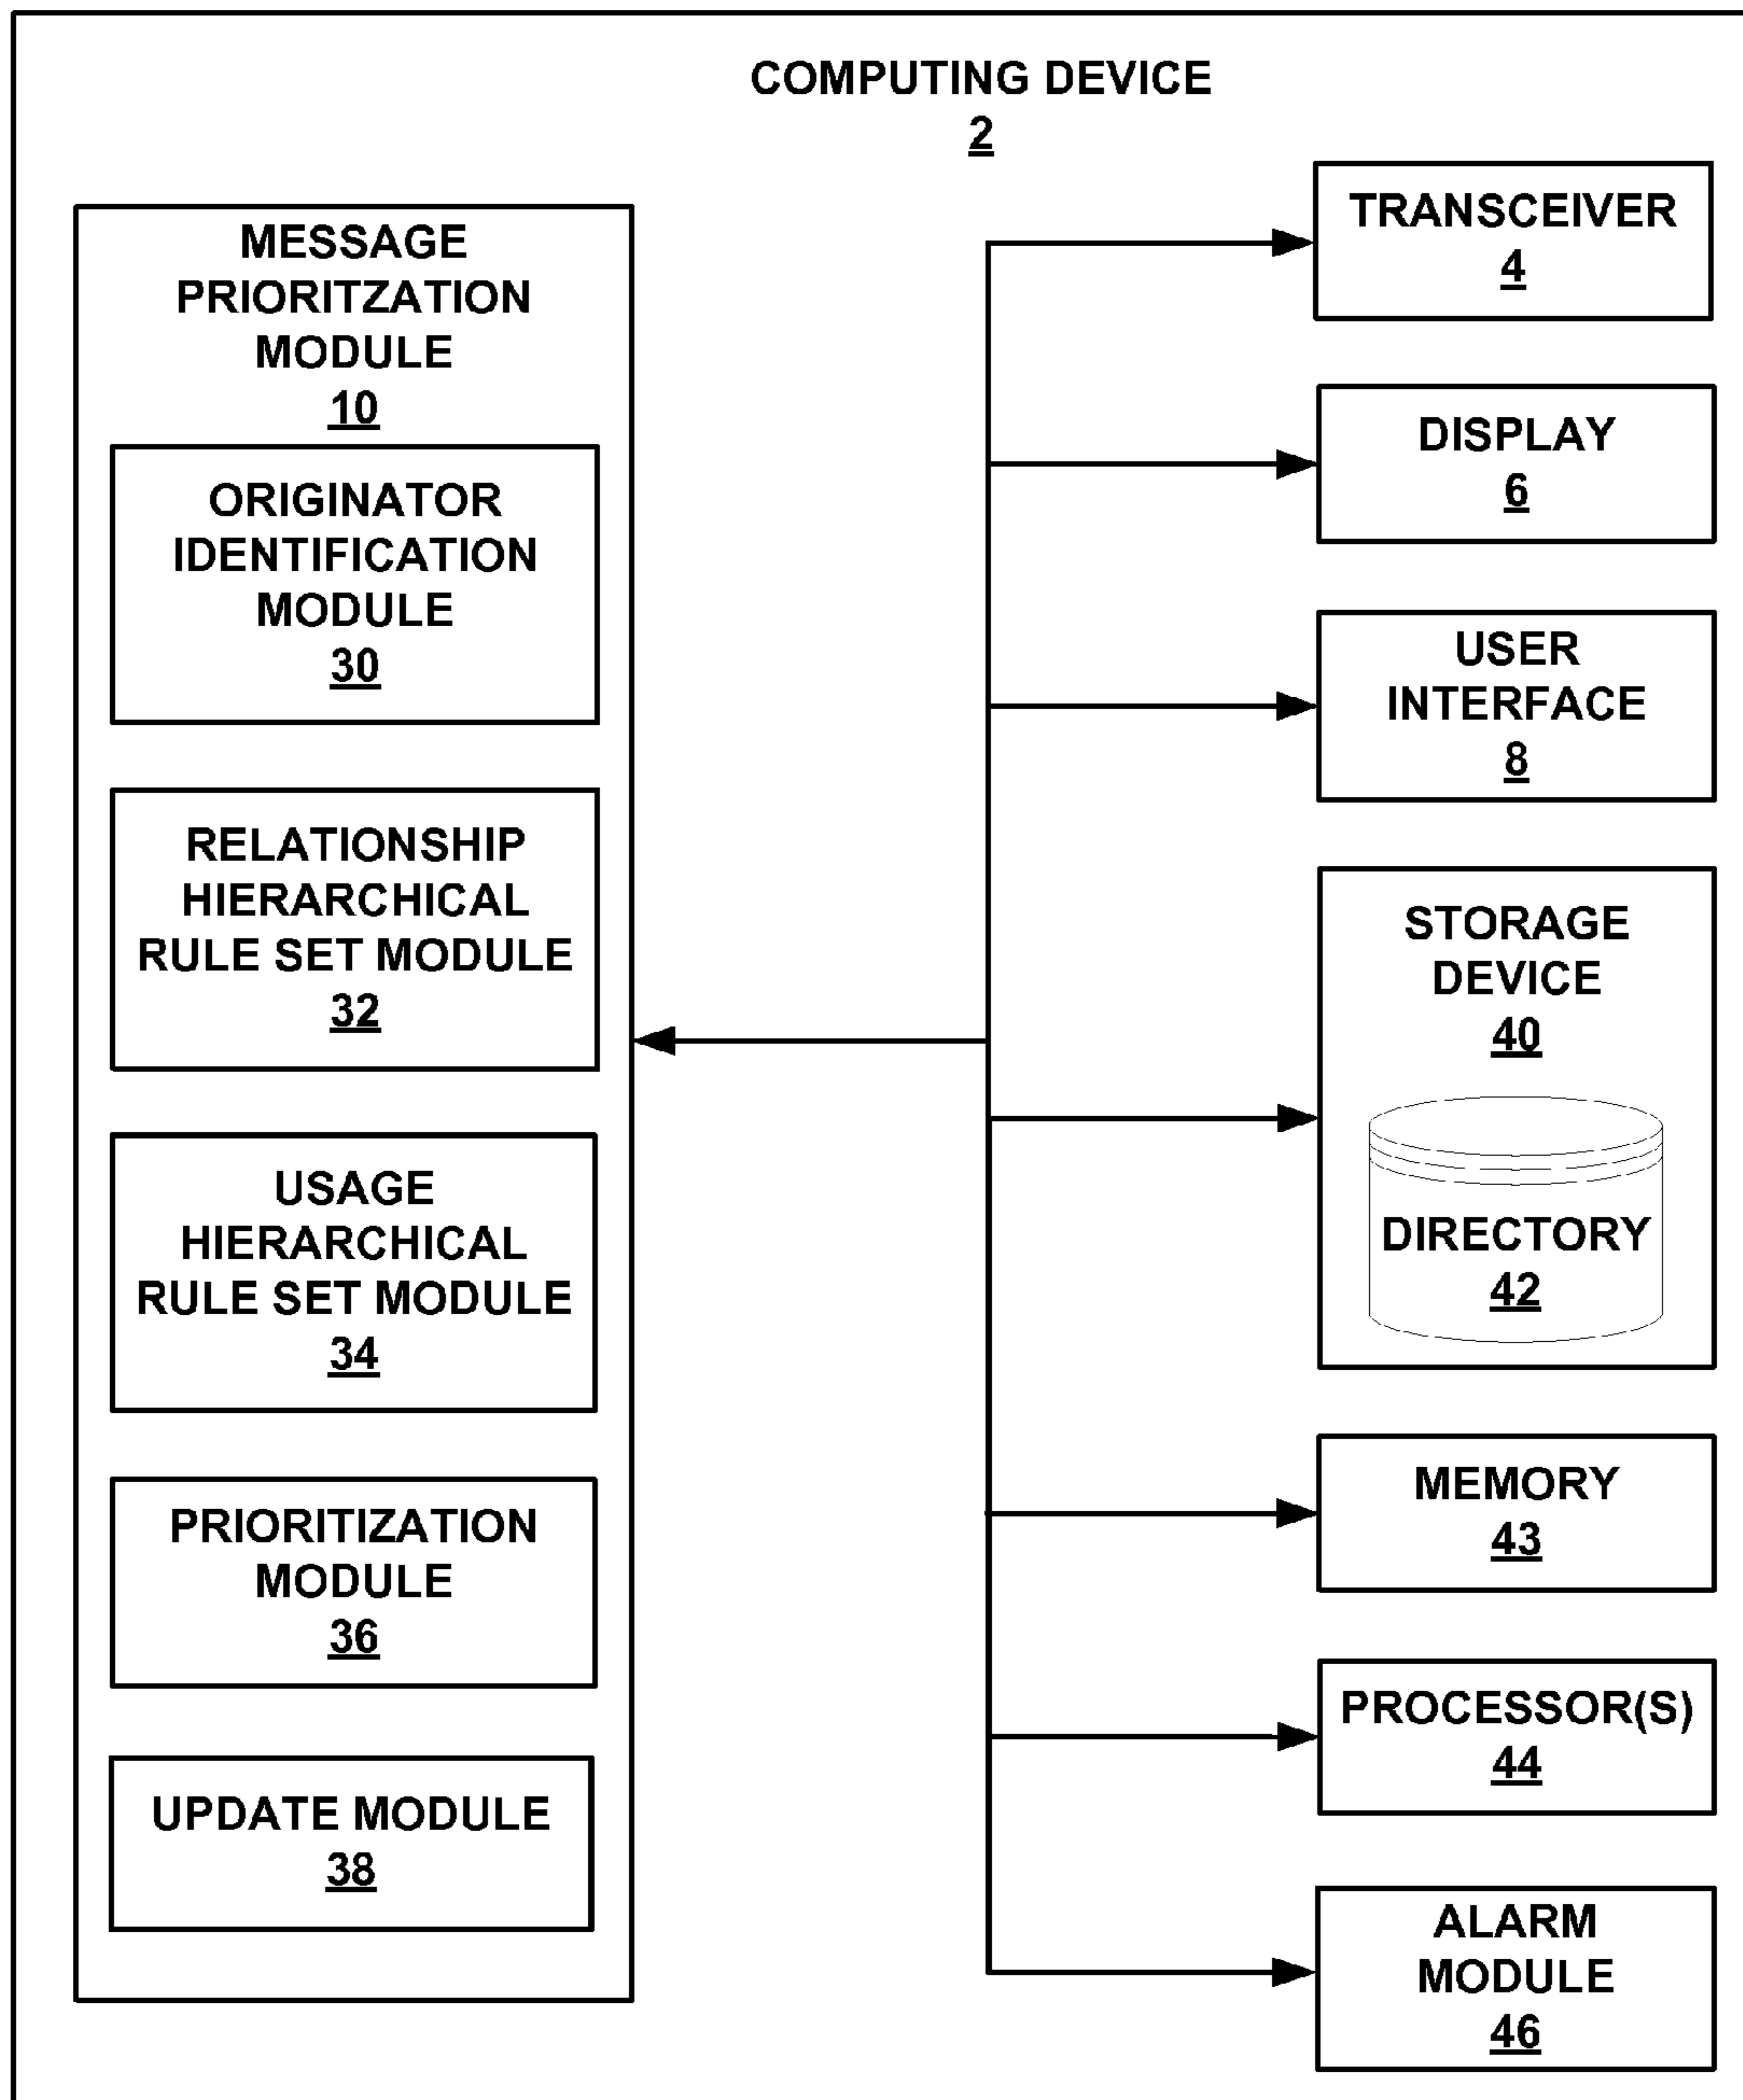 COMPUTING DEVICE
2
MESSAGE
PRIORITZATION
MODULE
10
ORIGINATOR
IDENTIFICATION
MODULE
30
RELATIONSHIP
HIERARCHICAL
RULE SET MODULE
32
USAGE
HIERARCHICAL
RULE SET MODULE
34
PRIORITIZATION
MODULE
36
UPDATE MODULE
38
TRANSCEIVER
4
DISPLAY
6
USER
INTERFACE
8
STORAGE
DEVICE
40
DIRECTORY
42
MEMORY
43
PROCESSOR(S)
44
ALARM
MODULE
46